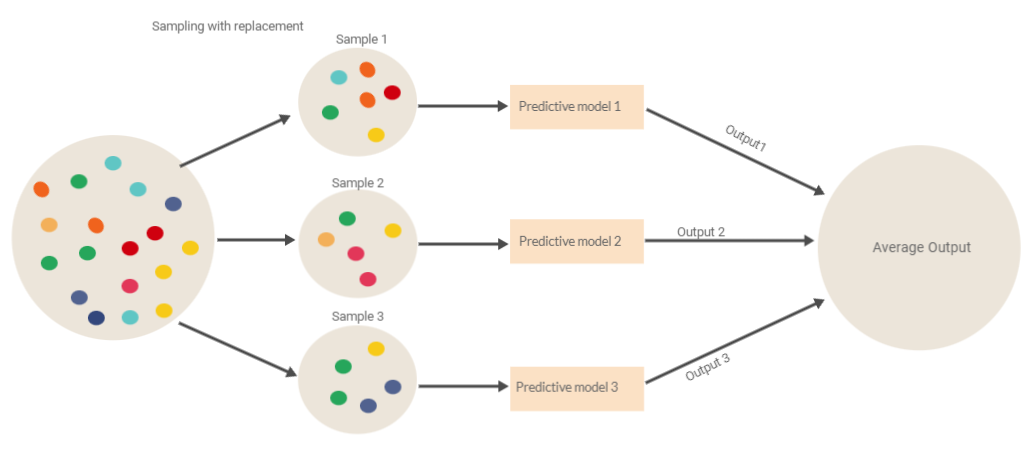 Sampling with replacement
Sample 1
Predictive model 1
Output1
Sample 2
Predictive model 2
Output 2
Average Output
Sample 3
Predictive model 3
Output 3